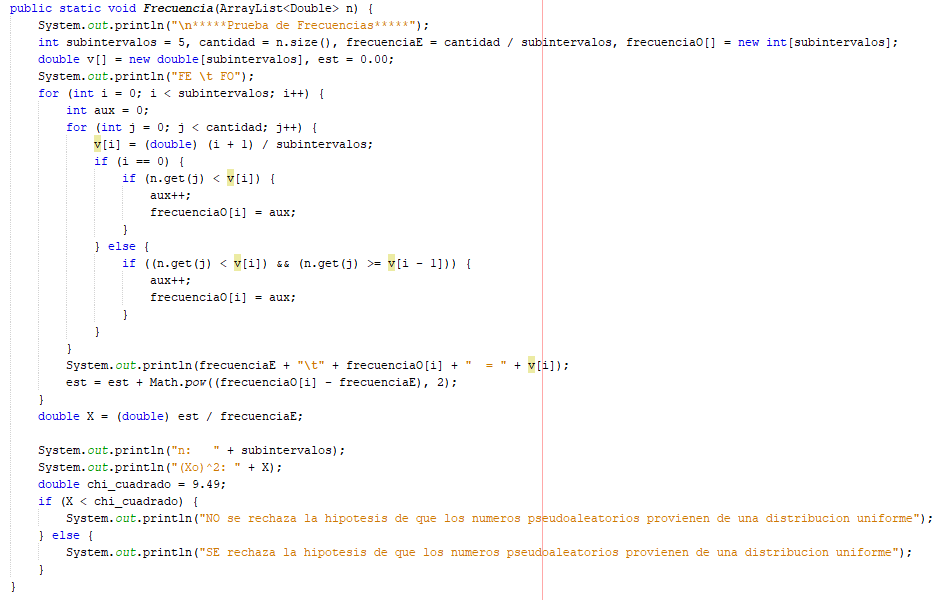 public static void Frecuencia(ArrayList<Double> n) {
    System.out.println("\n*****Prueba de Frecuencias*****");
    int subintervalos = 5, cantidad = n.size(), frecuenciaE = cantidad / subintervalos, frecuenciaO[] = new int[subintervalos];
    double v[] = new double[subintervalos], est = 0.00;
    System.out.println("FE \t FO");
    for (int i = 0; i < subintervalos; i++) {
        int aux = 0;
        for (int j = 0; j < cantidad; j++) {
            v[i] = (double) (i + 1) / subintervalos;
            if (i == 0) {
                if (n.get(j) < v[i]) {
                    aux++;
                    frecuenciaO[i] = aux;
                }
            } else {
                if ((n.get(j) < v[i]) && (n.get(j) >= v[i - 1])) {
                    aux++;
                    frecuenciaO[i] = aux;
                }
            }
        }
        System.out.println(frecuenciaE + "\t" + frecuenciaO[i] + "  = " + v[i]);
        est = est + Math.pow((frecuenciaO[i] - frecuenciaE), 2);
    }
    double X = (double) est / frecuenciaE;

    System.out.println("n:   " + subintervalos);
    System.out.println("(Xo)^2: " + X);
    double chi_cuadrado = 9.49;
    if (X < chi_cuadrado) {
        System.out.println("NO se rechaza la hipotesis de que los numeros pseudoaleatorios provienen de una distribucion uniforme");
    } else {
        System.out.println("SE rechaza la hipotesis de que los numeros pseudoaleatorios provienen de una distribucion uniforme");
    }
}